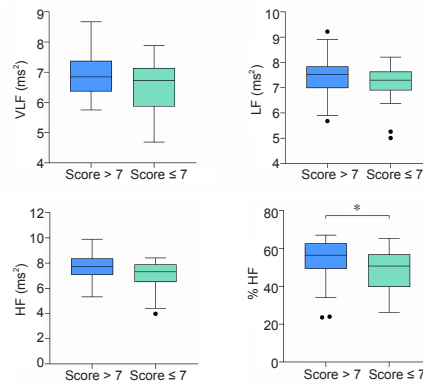 VLF (ms²)
9
8
7
6
5
4
Score > 7
Score ≤ 7
LF (ms²)
10
9
8
7
6
5
4
Score > 7
Score ≤ 7
HF (ms²)
12
10
8
6
4
2
0
Score > 7
Score ≤ 7
% HF
80
60
40
20
0
*
Score > 7
Score ≤ 7